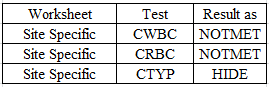 Worksheet Test Result as
Site Specific CWBC NOTMET
Site Specific CRBC NOTMET
Site Specific CTYP HIDE